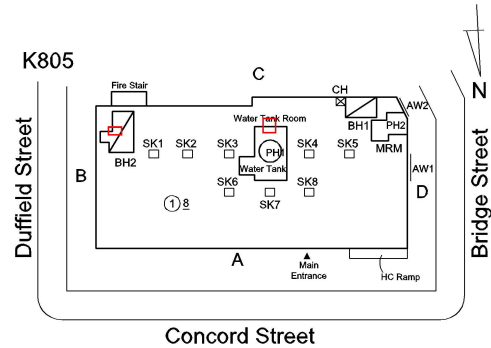 K805
N
C
Fire Stair
CH
AW2
Water Tank Room
BH1
PH2
SK1
SK2
SK3
PH1
SK4
SK5
MRM
BH2
Water Tank
AW1
B
D
SK6
SK7
SK8
1 8
A
Main
Entrance
HC Ramp
Duffield Street
Bridge Street
Concord Street